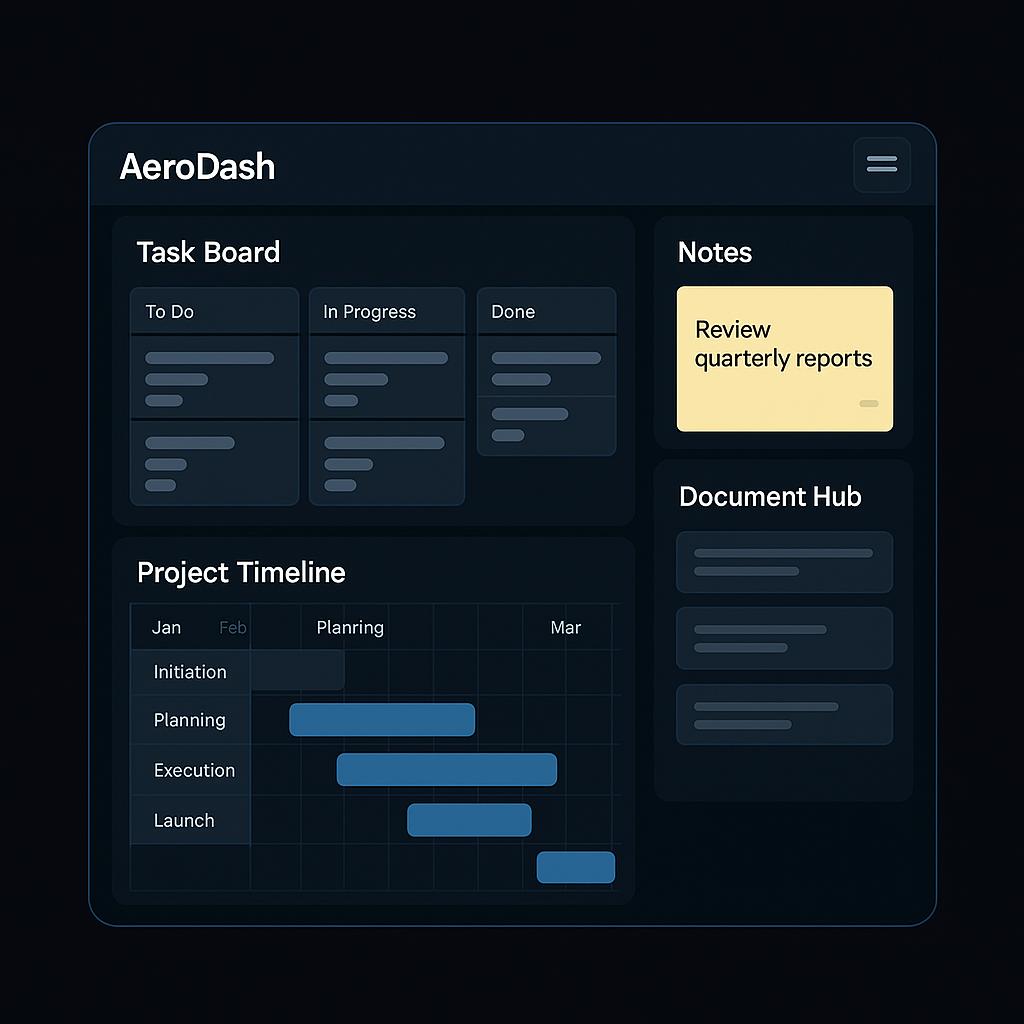 AeroDash
Task Board
To Do
In Progress
Done
Notes
Review
quarterly reports
Document Hub
Project Timeline
Jan Feb Planring Mar
Initiation
Planning
Execution
Launch